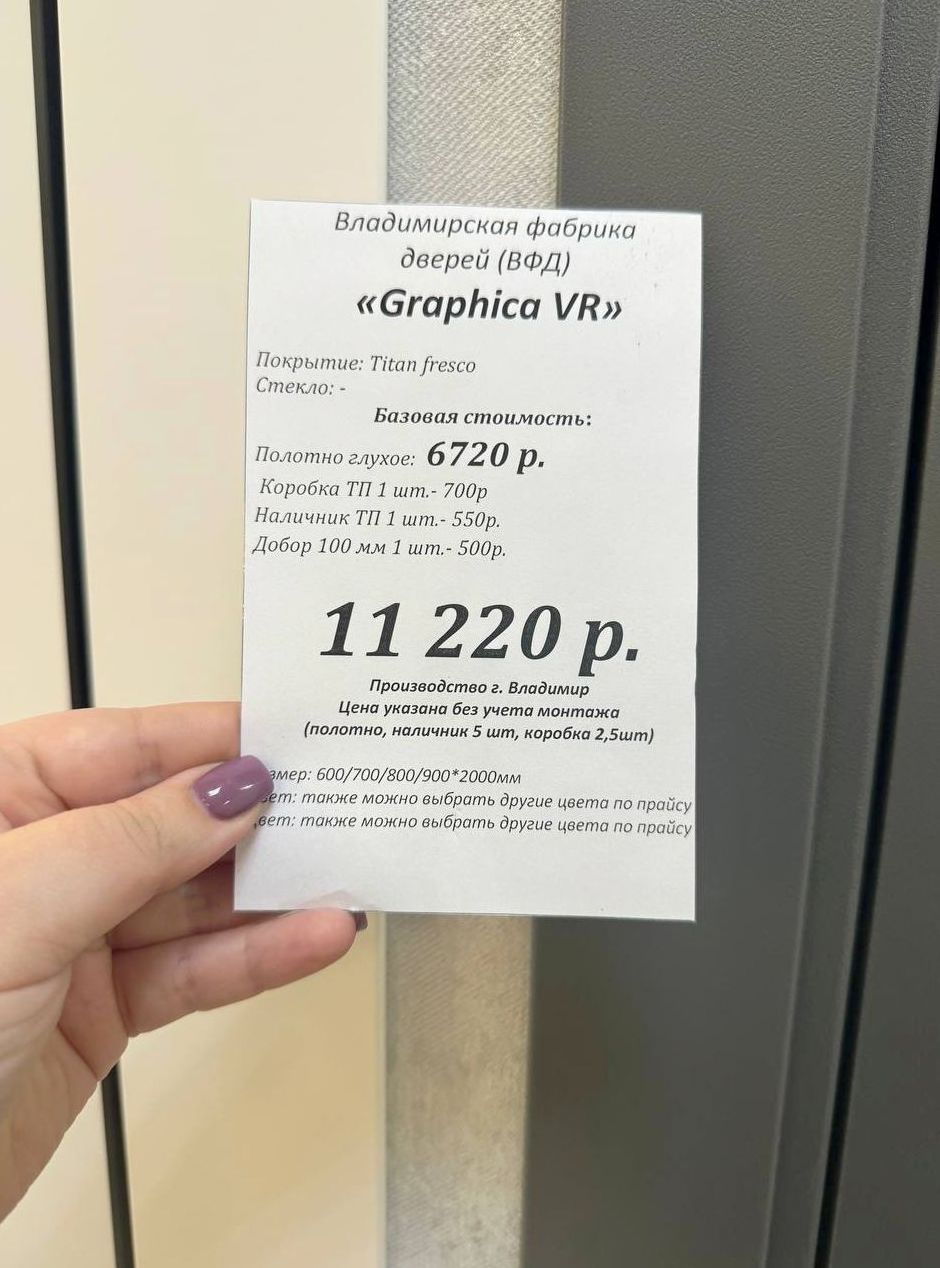 Владимирская фабрика
дверей (ВФД)
«Graphica VR»
Покрытие: Titan fresco
Стекло: -
Базовая стоимость:
Полотно глухое: 6720 р.
Коробка ТП 1 шт.- 700р
Наличник ТП 1 шт.- 550р.
Добор 100 мм 1 шт.- 500р.
11 220 р.
Производство г. Владимир
Цена указана без учета монтажа
(полотно, наличник 5 шт, коробка 2,5шт)
змер: 600/700/800/900*2000мм
вет: также можно выбрать другие цвета по прайсу
вет: также можно выбрать другие цвета по прайсу